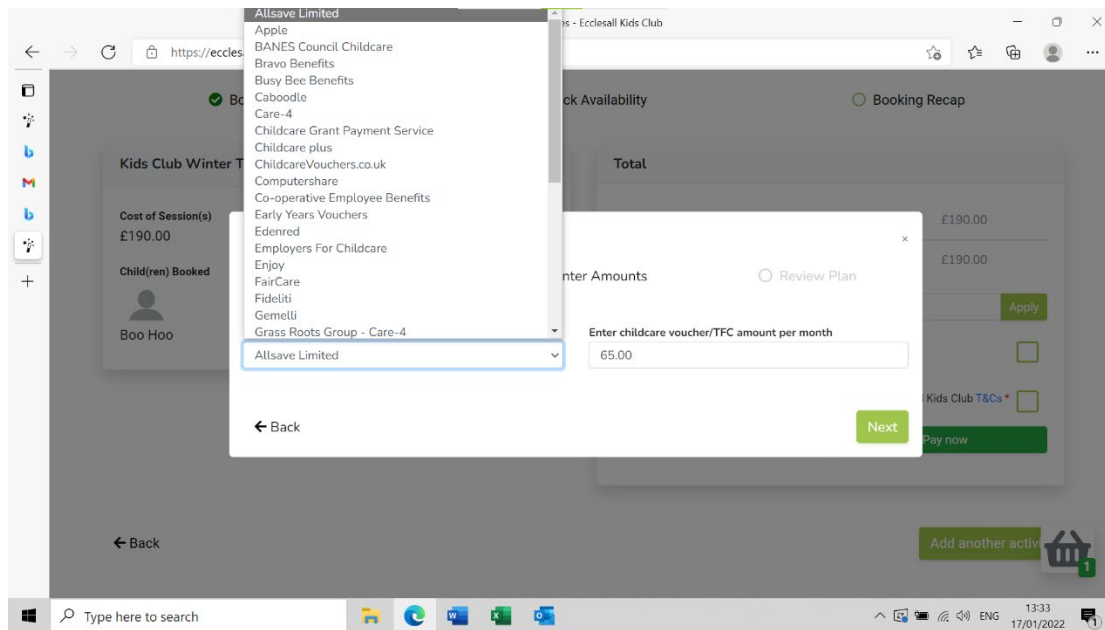 Allsave Limited
Apple
BANES Council Childcare
Bravo Benefits
Busy Bee Benefits
Caboodle
Care-4
Childcare Grant Payment Service
Childcare plus
ChildcareVouchers.co.uk
Computershare
Co-operative Employee Benefits
Early Years Vouchers
Edenred
Employers For Childcare
Enjoy
FairCare
Fideliti
Gemelli
Grass Roots Group - Care-4
Allsave Limited
es - Ecclesall Kids Club
https://eccles
Bo
ck Availability
Booking Recap
Kids Club Winter T
Total
Cost of Session(s)
£190.00
£190.00
£190.00
Child(ren) Booked
Boo Hoo
nter Amounts
Review Plan
×
Apply
Enter childcare voucher/TFC amount per month
65.00
Kids Club T&Cs *
Back
Next
Pay now
Back
Add another activ
1
Type here to search
ENG
13:33
17/01/2022
1